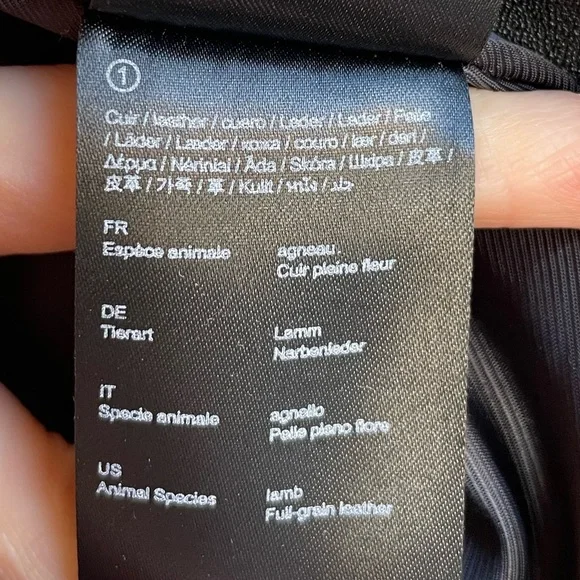 ①
Cuir / leather / cuero / Leder / Leder / Pelle
/ Läder / Læder / кожа / couro / leer / deri /
Δέρμα / Nėriniai / Āda / Skóra / Шкіра / 皮革 /
皮革 / 가죽 / 革 / Kulit / หนัง / جلد
FR
Espèce animale agneau
Cuir pleine fleur
DE
Tierart Lamm
Narbenleder
IT
Specie animale agnello
Pelle pieno fiore
US
Animal Species lamb
Full-grain leather